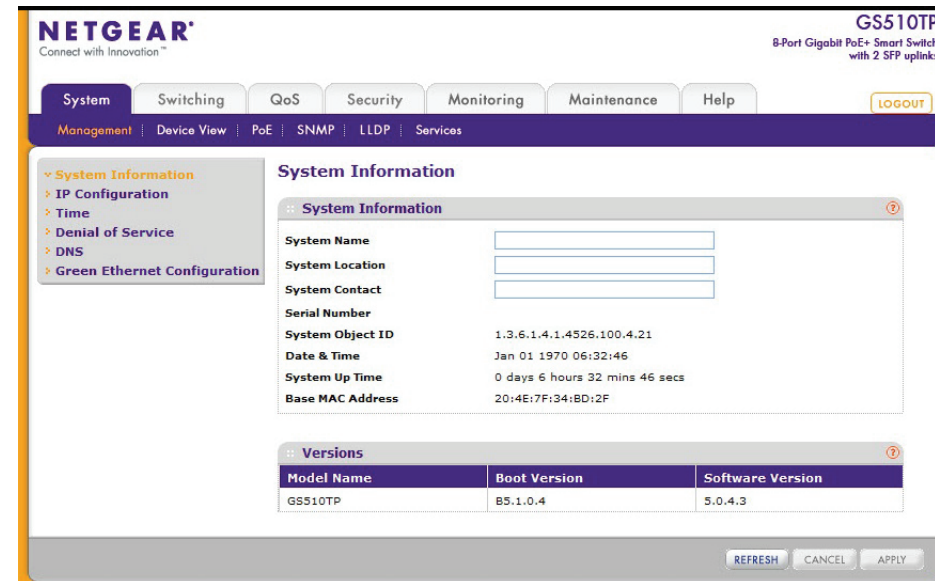 NETGEAR
Connect with Innovation™
GS510TP
8-Port Gigabit PoE+ Smart Switch
with 2 SFP uplinks
System Switching QoS Security Monitoring Maintenance Help LOGOUT
Management Device View PoE SNMP LLDP Services
System Information
IP Configuration
Time
Denial of Service
DNS
Green Ethernet Configuration
System Information
System Information
System Name
System Location
System Contact
Serial Number
System Object ID 1.3.6.1.4.1.4526.100.4.21
Date & Time Jan 01 1970 06:32:46
System Up Time 0 days 6 hours 32 mins 46 secs
Base MAC Address 20:4E:7F:34:BD:2F
Versions
Model Name Boot Version Software Version
GS510TP B5.1.0.4 5.0.4.3
REFRESH CANCEL APPLY